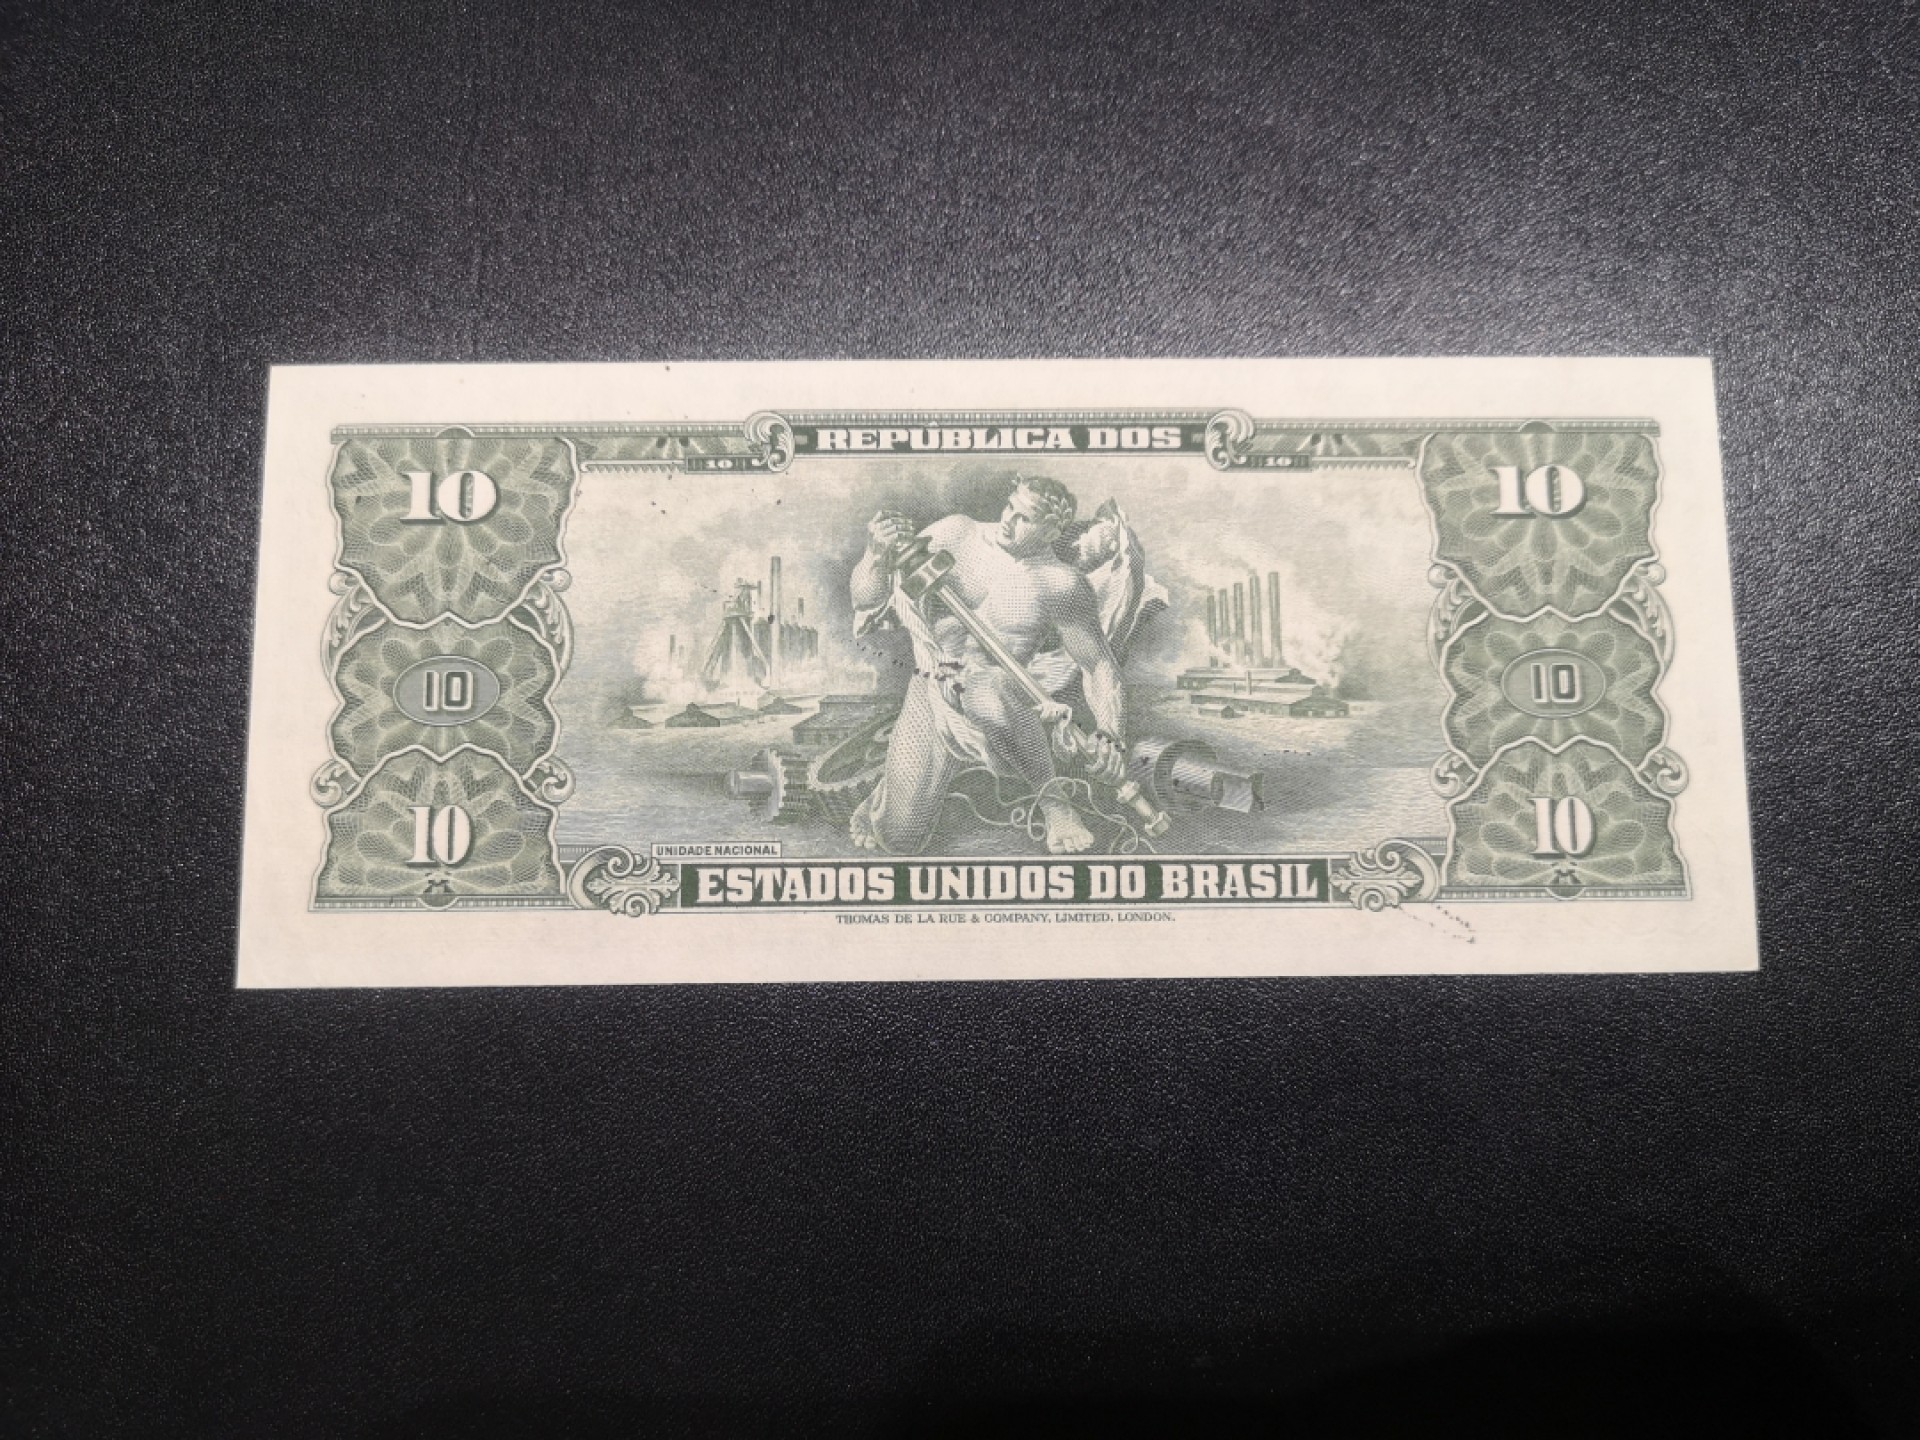 REPÚBLICA DOS
10 10
10 10
10 10
10 10
UNIDADE NACIONAL
ESTADOS UNIDOS DO BRASIL
THOMAS DE LA RUE & COMPANY, LIMITED, LONDON.